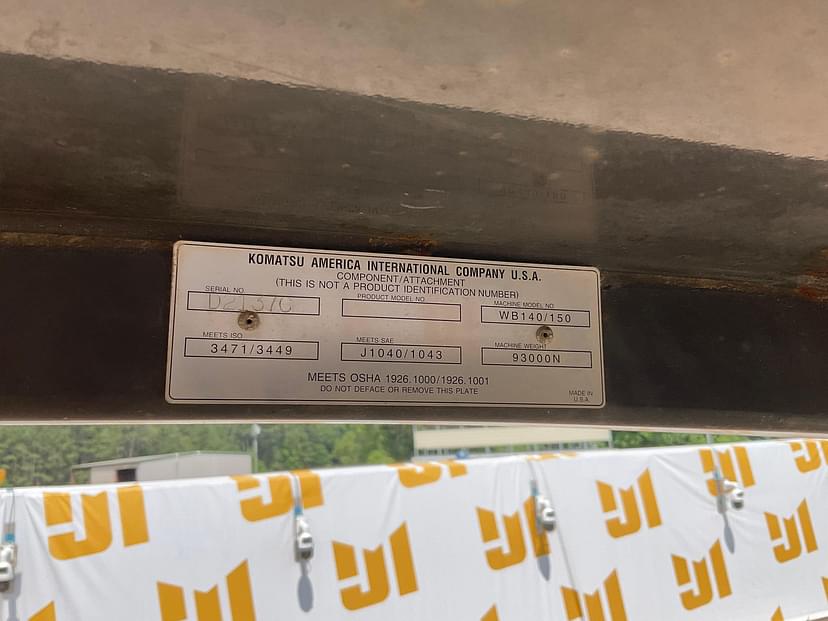 KOMATSU AMERICA INTERNATIONAL COMPANY U.S.A.
COMPONENT/ATTACHMENT
(THIS IS NOT A PRODUCT IDENTIFICATION NUMBER)
SERIAL NO. PRODUCT MODEL NO. MACHINE MODEL NO.
WB140/150
MEETS ISO MEETS SAE MACHINE WEIGHT
3471/3449 J1040/1043 93000N
MEETS OSHA 1926.1000/1926.1001
DO NOT DEFACE OR REMOVE THIS PLATE
MADE IN
U.S.A.